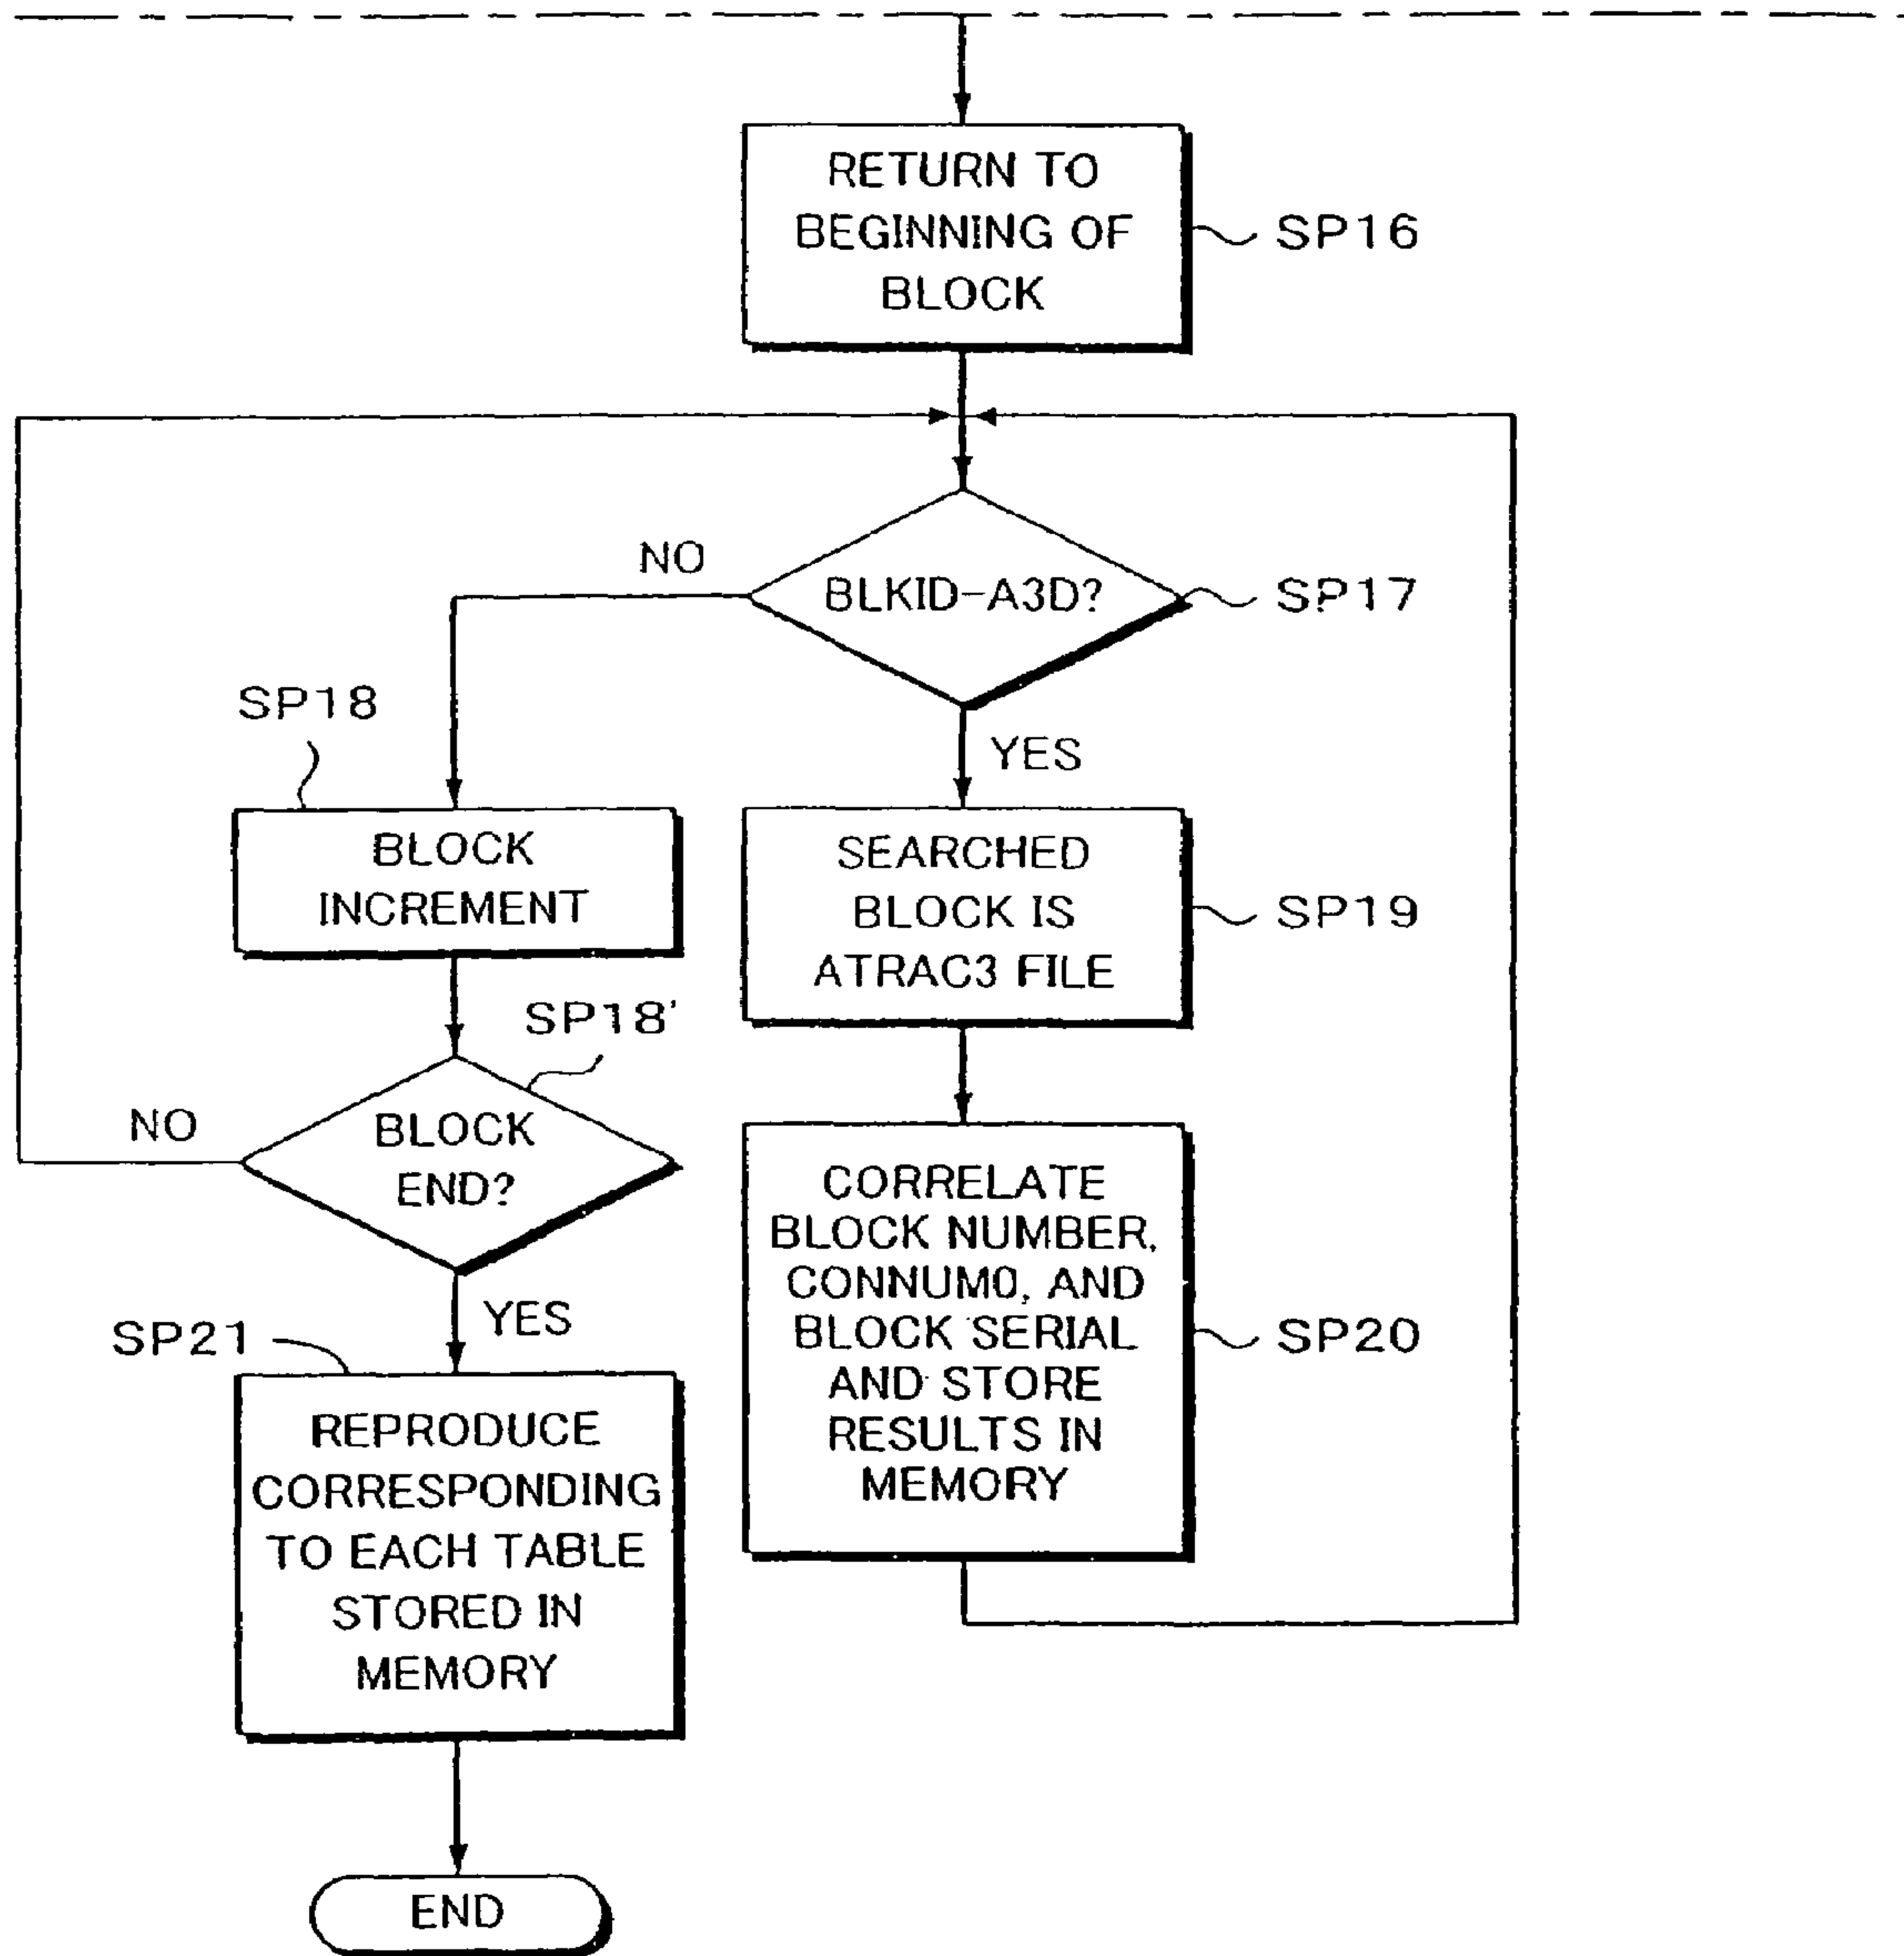 RETURN TO
BEGINNING OF
BLOCK
SP16
NO
BLKID-A3D?
SP17
SP18
YES
BLOCK
INCREMENT
SEARCHED
BLOCK IS
ATRAC3 FILE
SP19
SP18'
NO
BLOCK
END?
CORRELATE
BLOCK NUMBER,
CONNUM0, AND
BLOCK SERIAL
AND STORE
RESULTS IN
MEMORY
SP20
YES
SP21
REPRODUCE
CORRESPONDING
TO EACH TABLE
STORED IN
MEMORY
END